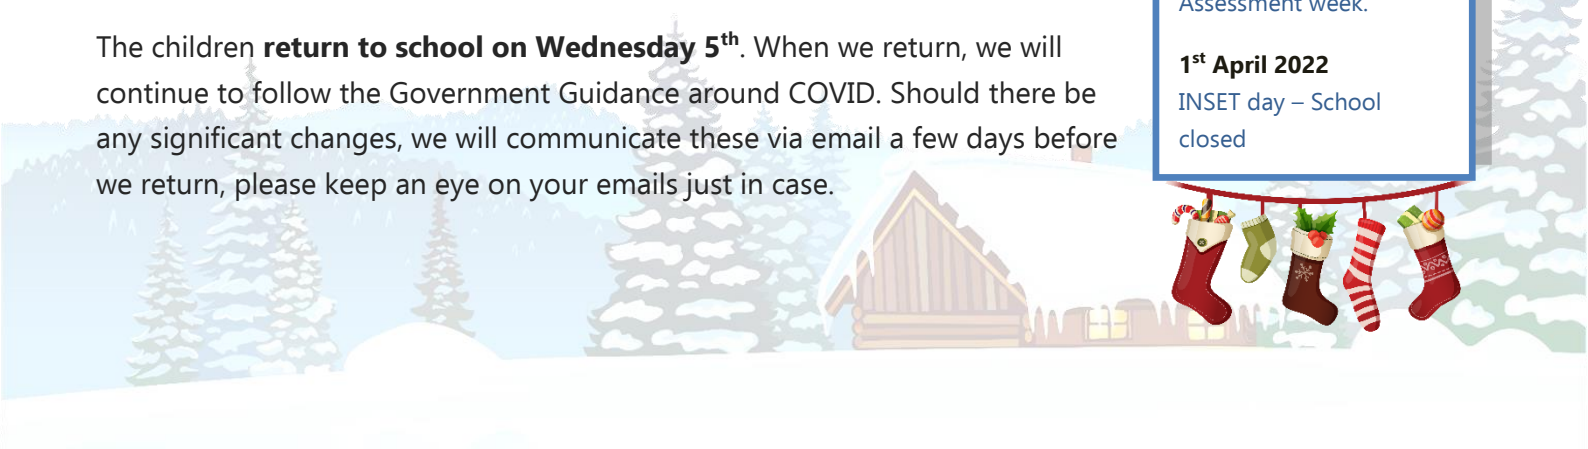 The children return to school on Wednesday 5th. When we return, we will
continue to follow the Government Guidance around COVID. Should there be
any significant changes, we will communicate these via email a few days before
we return, please keep an eye on your emails just in case.
Assessment week.
1st April 2022
INSET day – School
closed